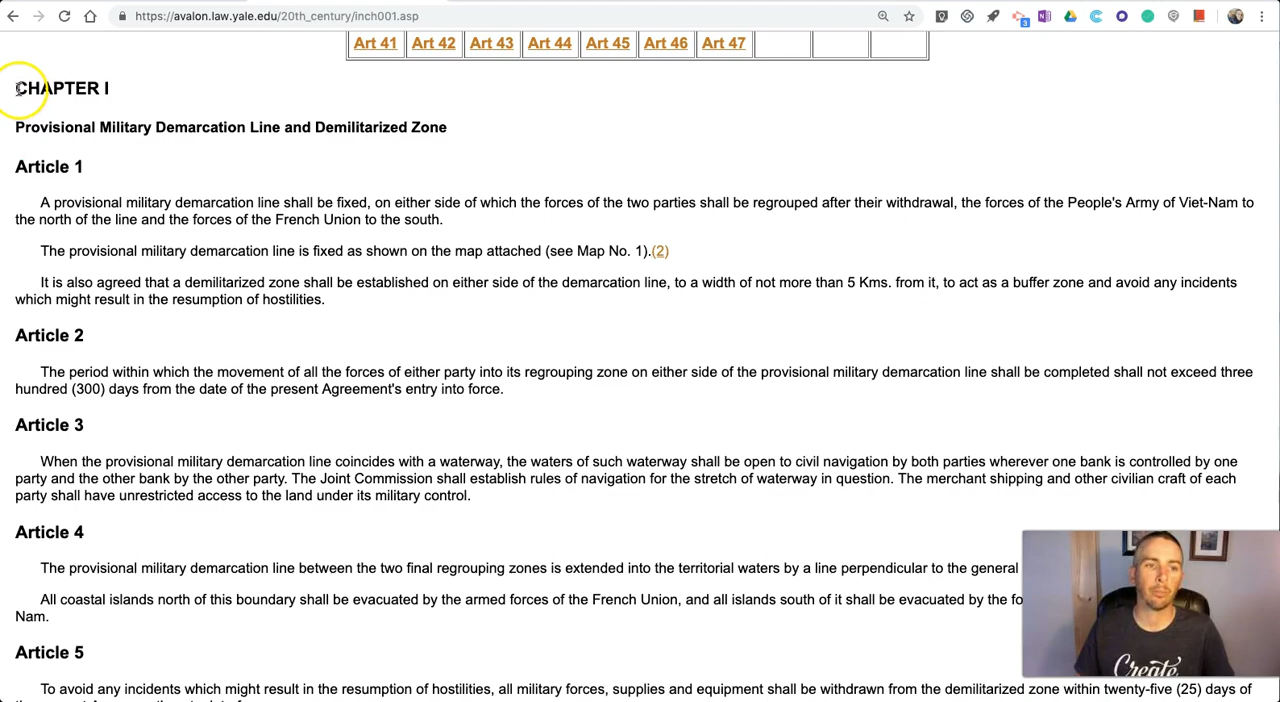 https://avalon.law.yale.edu/20th_century/inch001.asp
3
Art 41 Art 42 Art 43 Art 44 Art 45 Art 46 Art 47
CHAPTER I
Provisional Military Demarcation Line and Demilitarized Zone
Article 1
A provisional military demarcation line shall be fixed, on either side of which the forces of the two parties shall be regrouped after their withdrawal, the forces of the People's Army of Viet-Nam to
the north of the line and the forces of the French Union to the south.
The provisional military demarcation line is fixed as shown on the map attached (see Map No. 1).(2)
It is also agreed that a demilitarized zone shall be established on either side of the demarcation line, to a width of not more than 5 Kms. from it, to act as a buffer zone and avoid any incidents
which might result in the resumption of hostilities.
Article 2
The period within which the movement of all the forces of either party into its regrouping zone on either side of the provisional military demarcation line shall be completed shall not exceed three
hundred (300) days from the date of the present Agreement's entry into force.
Article 3
When the provisional military demarcation line coincides with a waterway, the waters of such waterway shall be open to civil navigation by both parties wherever one bank is controlled by one
party and the other bank by the other party. The Joint Commission shall establish rules of navigation for the stretch of waterway in question. The merchant shipping and other civilian craft of each
party shall have unrestricted access to the land under its military control.
Article 4
The provisional military demarcation line between the two final regrouping zones is extended into the territorial waters by a line perpendicular to the general
All coastal islands north of this boundary shall be evacuated by the armed forces of the French Union, and all islands south of it shall be evacuated by the fo
Nam.
Article 5
To avoid any incidents which might result in the resumption of hostilities, all military forces, supplies and equipment shall be withdrawn from the demilitarized zone within twenty-five (25) days of
Create